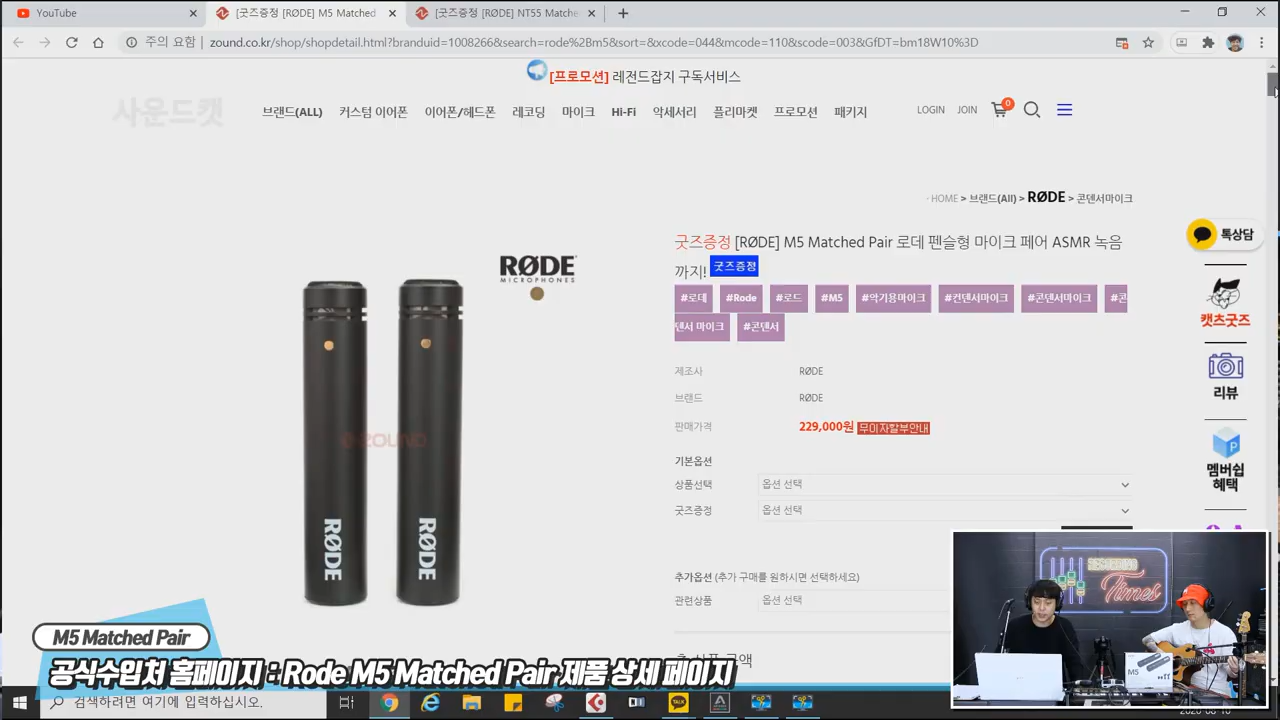 YouTube
[굿즈증정 [RØDE] M5 Matched
[굿즈증정 [RØDE] NT55 Matche
주의 요함
zound.co.kr/shop/shopdetail.html?branduid=1008266&search=rode%2Bm5&sort=&xcode=044&mcode=110&scode=003&GfDT=bm18W10%3D
[프로모션] 레전드잡지 구독서비스
사운드캣
브랜드(ALL) 커스텀 이어폰 이어폰/헤드폰 레코딩 마이크 Hi-Fi 악세서리 플리마켓 프로모션 패키지
LOGIN JOIN 0
· HOME > 브랜드(All) > RØDE > 콘덴서마이크
굿즈증정 [RØDE] M5 Matched Pair 로데 펜슬형 마이크 페어 ASMR 녹음
까지! 굿즈증정
#로데 #Rode #로드 #M5 #악기용마이크 #컨덴서마이크 #콘덴서마이크 #콘
덴서 마이크 #콘덴서
제조사 RØDE
브랜드 RØDE
판매가격 229,000원 무이자할부안내
기본옵션
상품선택 옵션 선택
굿즈증정 옵션 선택
추가옵션 (추가 구매를 원하시면 선택하세요)
관련상품 옵션 선택
RØDE
MICROPHONES
ZOUND
RØDE
RØDE
톡상담
캣츠굿즈
리뷰
멤버쉽
혜택
Times
M5
M5 Matched Pair
공식수입처 홈페이지 : Rode M5 Matched Pair 제품 상세 페이지
검색하려면 여기에 입력하십시오.
TALK